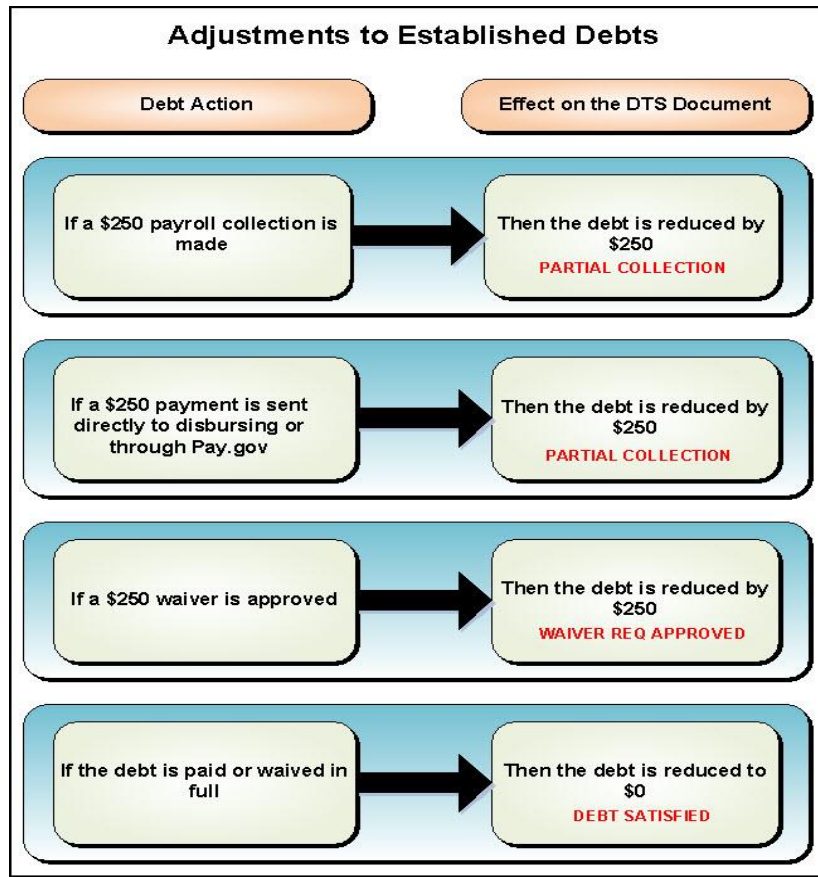 Adjustments to Established Debts
Debt Action
Effect on the DTS Document
If a $250 payroll collection is
made
Then the debt is reduced by
$250
PARTIAL COLLECTION
If a $250 payment is sent
directly to disbursing or
through Pay.gov
Then the debt is reduced by
$250
PARTIAL COLLECTION
If a $250 waiver is approved
Then the debt is reduced by
$250
WAIVER REQ APPROVED
If the debt is paid or waived in
full
Then the debt is reduced to
$0
DEBT SATISFIED